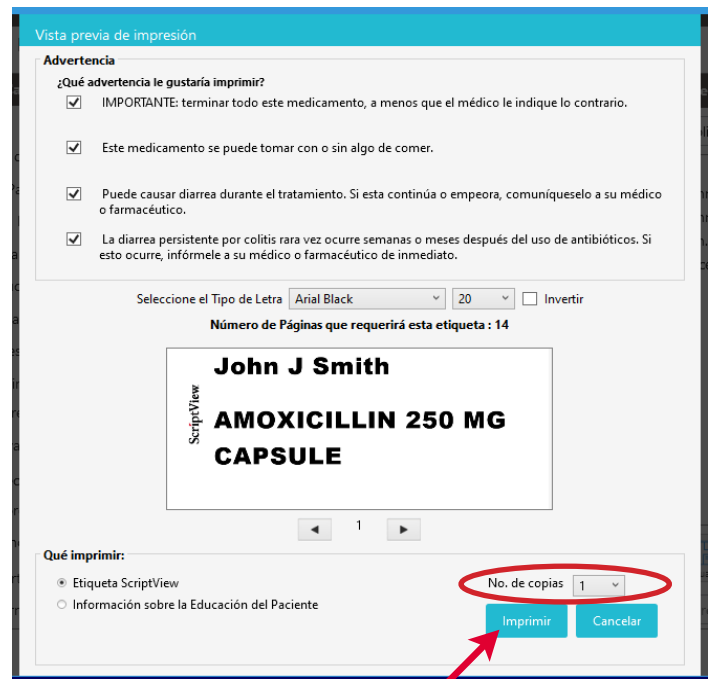 Vista previa de impresión
Advertencia
¿Qué advertencia le gustaría imprimir?
IMPORTANTE: terminar todo este medicamento, a menos que el médico le indique lo contrario.
Este medicamento se puede tomar con o sin algo de comer.
Puede causar diarrea durante el tratamiento. Si esta continúa o empeora, comuníqueselo a su médico
o farmacéutico.
La diarrea persistente por colitis rara vez ocurre semanas o meses después del uso de antibióticos. Si
esto ocurre, infórmele a su médico o farmacéutico de inmediato.
Seleccione el Tipo de Letra Arial Black 20 Invertir
Número de Páginas que requerirá esta etiqueta : 14
ScriptView
John J Smith
AMOXICILLIN 250 MG
CAPSULE
1
Qué imprimir:
Etiqueta ScriptView
Información sobre la Educación del Paciente
No. de copias 1
Imprimir Cancelar